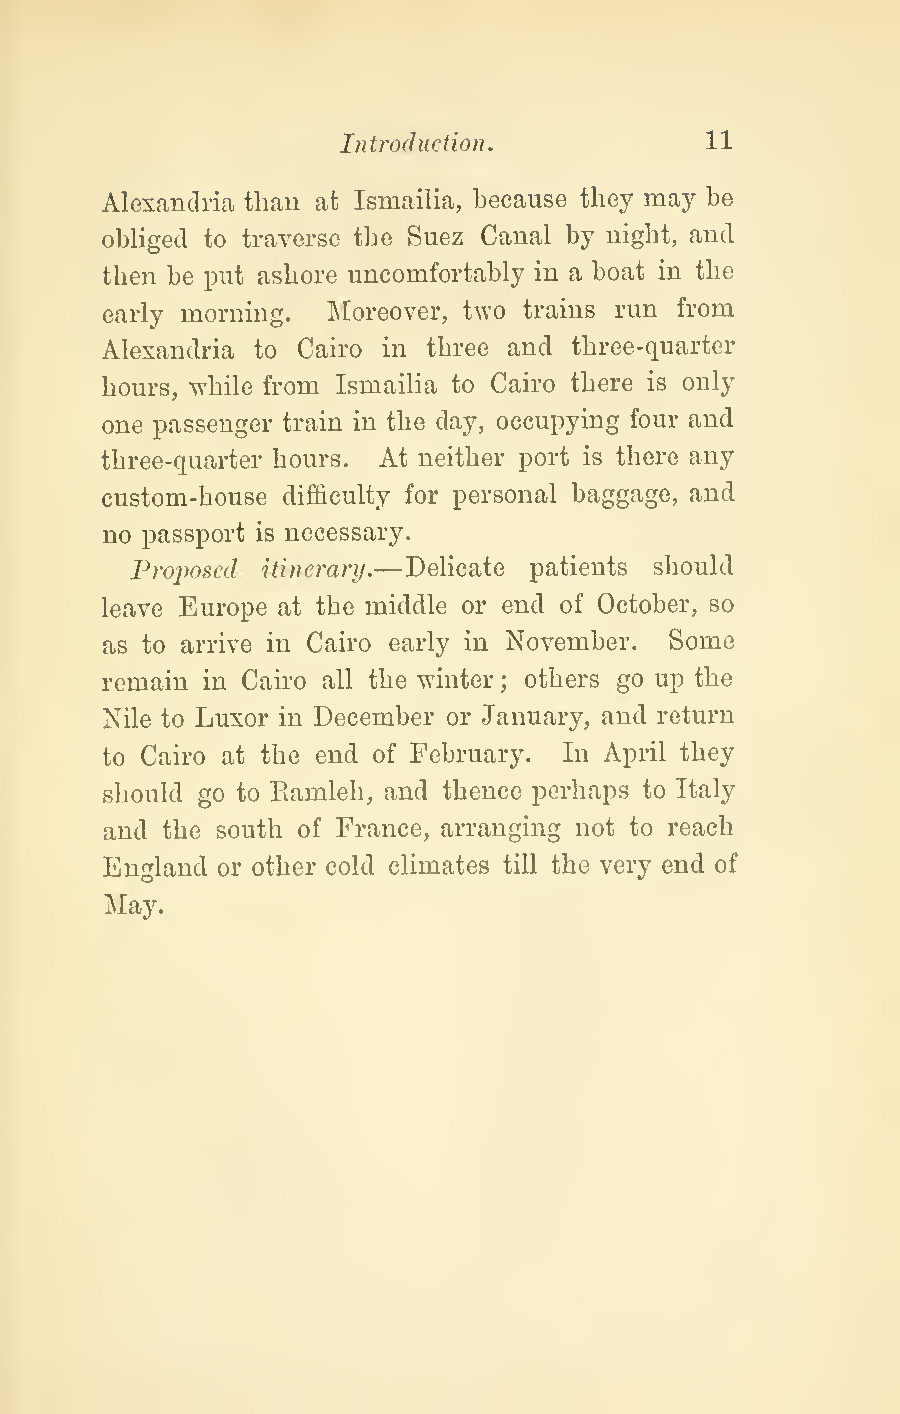 Introduction. 11
Alexandria than at Ismailia, because they may be
obliged to traverse the Suez Canal by night, and
then be put ashore uncomfortably in a boat in the
early morning. Moreover, two trains run from
Alexandria to Cairo in three and three-quarter
hours, while from Ismailia to Cairo there is only
one passenger train in the day, occupying four and
three-quarter hours. At neither port is there any
custom-house difficulty for personal baggage, and
no passport is necessary.
Proposed itinerary.—Delicate patients should
leave Europe at the middle or end of October, so
as to arrive in Cairo early in November. Some
remain in Cairo all the winter; others go up the
Nile to Luxor in December or January, and return
to Cairo at the end of February. In April they
should go to Ramleh, and thence perhaps to Italy
and the south of France, arranging not to reach
England or other cold climates till the very end of
May.